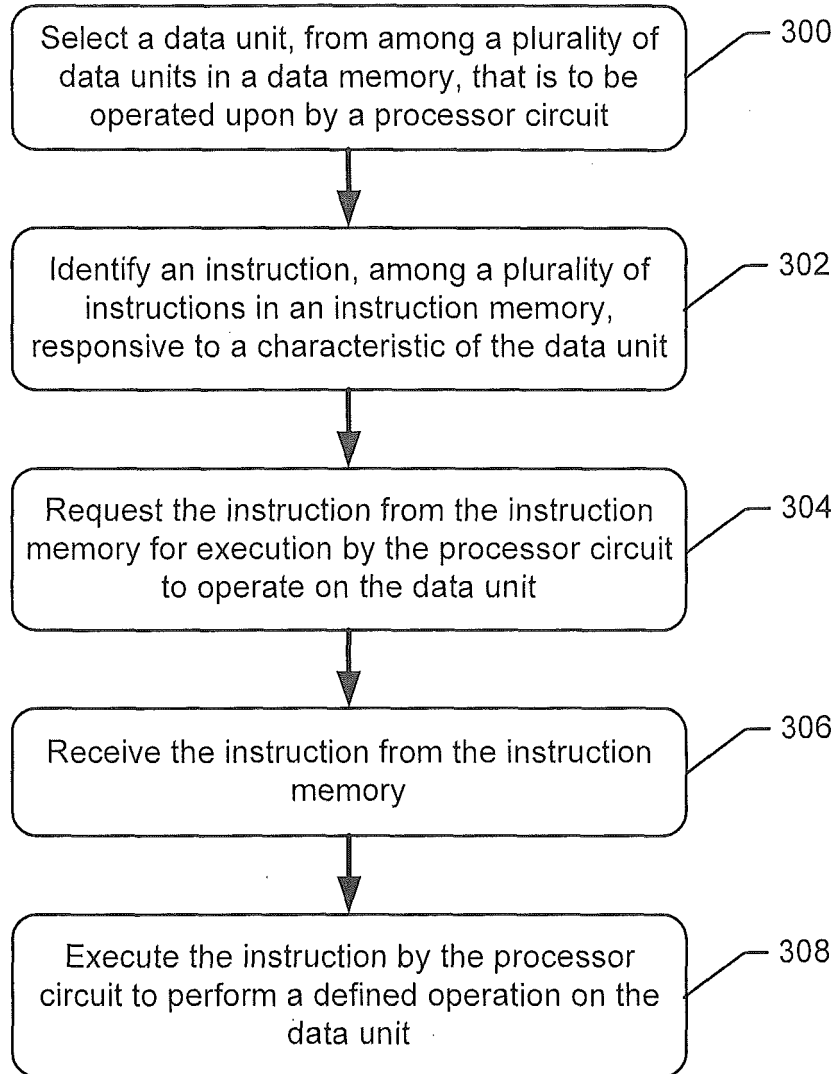 Select a data unit, from among a plurality of
data units in a data memory, that is to be
operated upon by a processor circuit
300
Identify an instruction, among a plurality of
instructions in an instruction memory,
responsive to a characteristic of the data unit
302
Request the instruction from the instruction
memory for execution by the processor circuit
to operate on the data unit
304
Receive the instruction from the instruction
memory
306
Execute the instruction by the processor
circuit to perform a defined operation on the
data unit
308